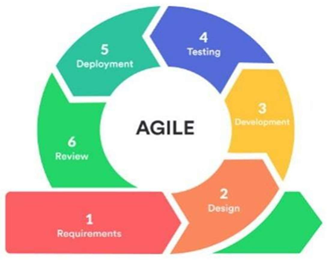 AGILE
1
Requirements
2
Design
3
Development
4
Testing
5
Deployment
6
Review